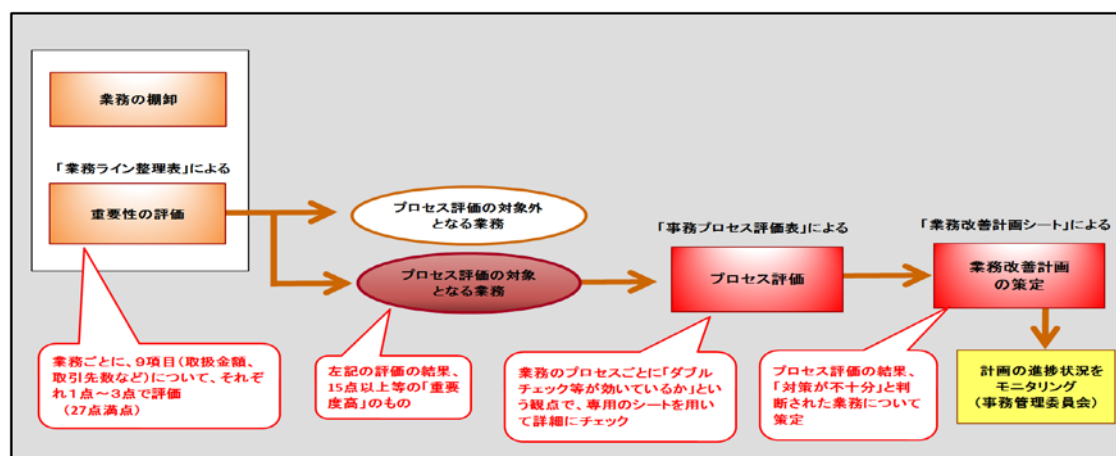 業務の棚卸
「業務ライン整理表」による
重要性の評価
業務ごとに、9項目(取扱金額、
取引先数など)について、それぞ
れ1点～3点で評価
(27点満点)
プロセス評価の対象外
となる業務
プロセス評価の対象
となる業務
左記の評価の結果、
15点以上等の「重要
度高」のもの
「事務プロセス評価表」による
プロセス評価
業務のプロセスごとに「ダブル
チェック等が効いているか」とい
う観点で、専用のシートを用い
て詳細にチェック
「業務改善計画シート」による
業務改善計画
の策定
プロセス評価の結果、
「対策が不十分」と判
断された業務について
策定
計画の進捗状況を
モニタリング
(事務管理委員会)